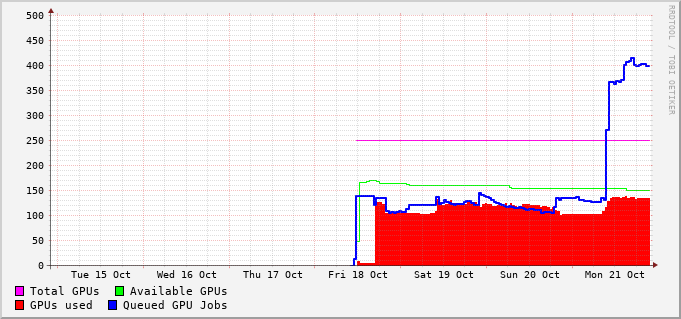 500
450
400
350
300
250
200
150
100
50
0
Tue 15 Oct Wed 16 Oct Thu 17 Oct Fri 18 Oct Sat 19 Oct Sun 20 Oct Mon 21 Oct
Total GPUs Available GPUs
GPUs used Queued GPU Jobs
RRDTOOL / TOBI OETIKER